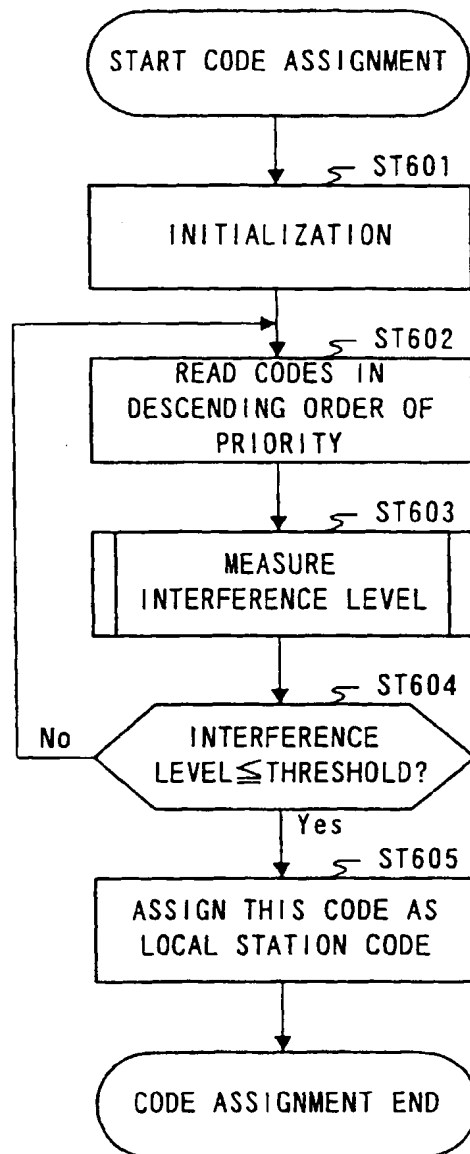 START CODE ASSIGNMENT
ST601
INITIALIZATION
ST602
READ CODES IN
DESCENDING ORDER OF
PRIORITY
ST603
MEASURE
INTERFERENCE LEVEL
ST604
No
INTERFERENCE
LEVEL≦THRESHOLD?
Yes
ST605
ASSIGN THIS CODE AS
LOCAL STATION CODE
CODE ASSIGNMENT END